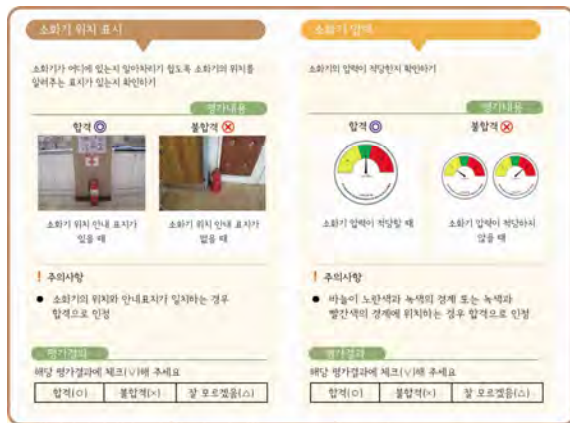 소화기 위치 표시
소화기가 어디에 있는지 알아차리기 쉽도록 소화기의 위치를
알려주는 표지가 있는지 확인하기
평가내용
합격 불합격
소화기 위치 안내 표지가
있을 때
소화기 위치 안내 표지가
없을 때
! 주의사항
● 소화기의 위치와 안내표지가 일치하는 경우
합격으로 인정
평가결과
해당 평가결과에 체크(∨)해 주세요
합격(○) 불합격(×) 잘 모르겠음(△)
소화기 압력
소화기의 압력이 적당한지 확인하기
평가내용
합격 불합격
소화기 압력이 적당할 때
소화기 압력이 적당하지
않을 때
! 주의사항
● 바늘이 노란색과 녹색의 경계 또는 녹색과
빨간색의 경계에 위치하는 경우 합격으로 인정
평가결과
해당 평가결과에 체크(∨)해 주세요
합격(○) 불합격(×) 잘 모르겠음(△)